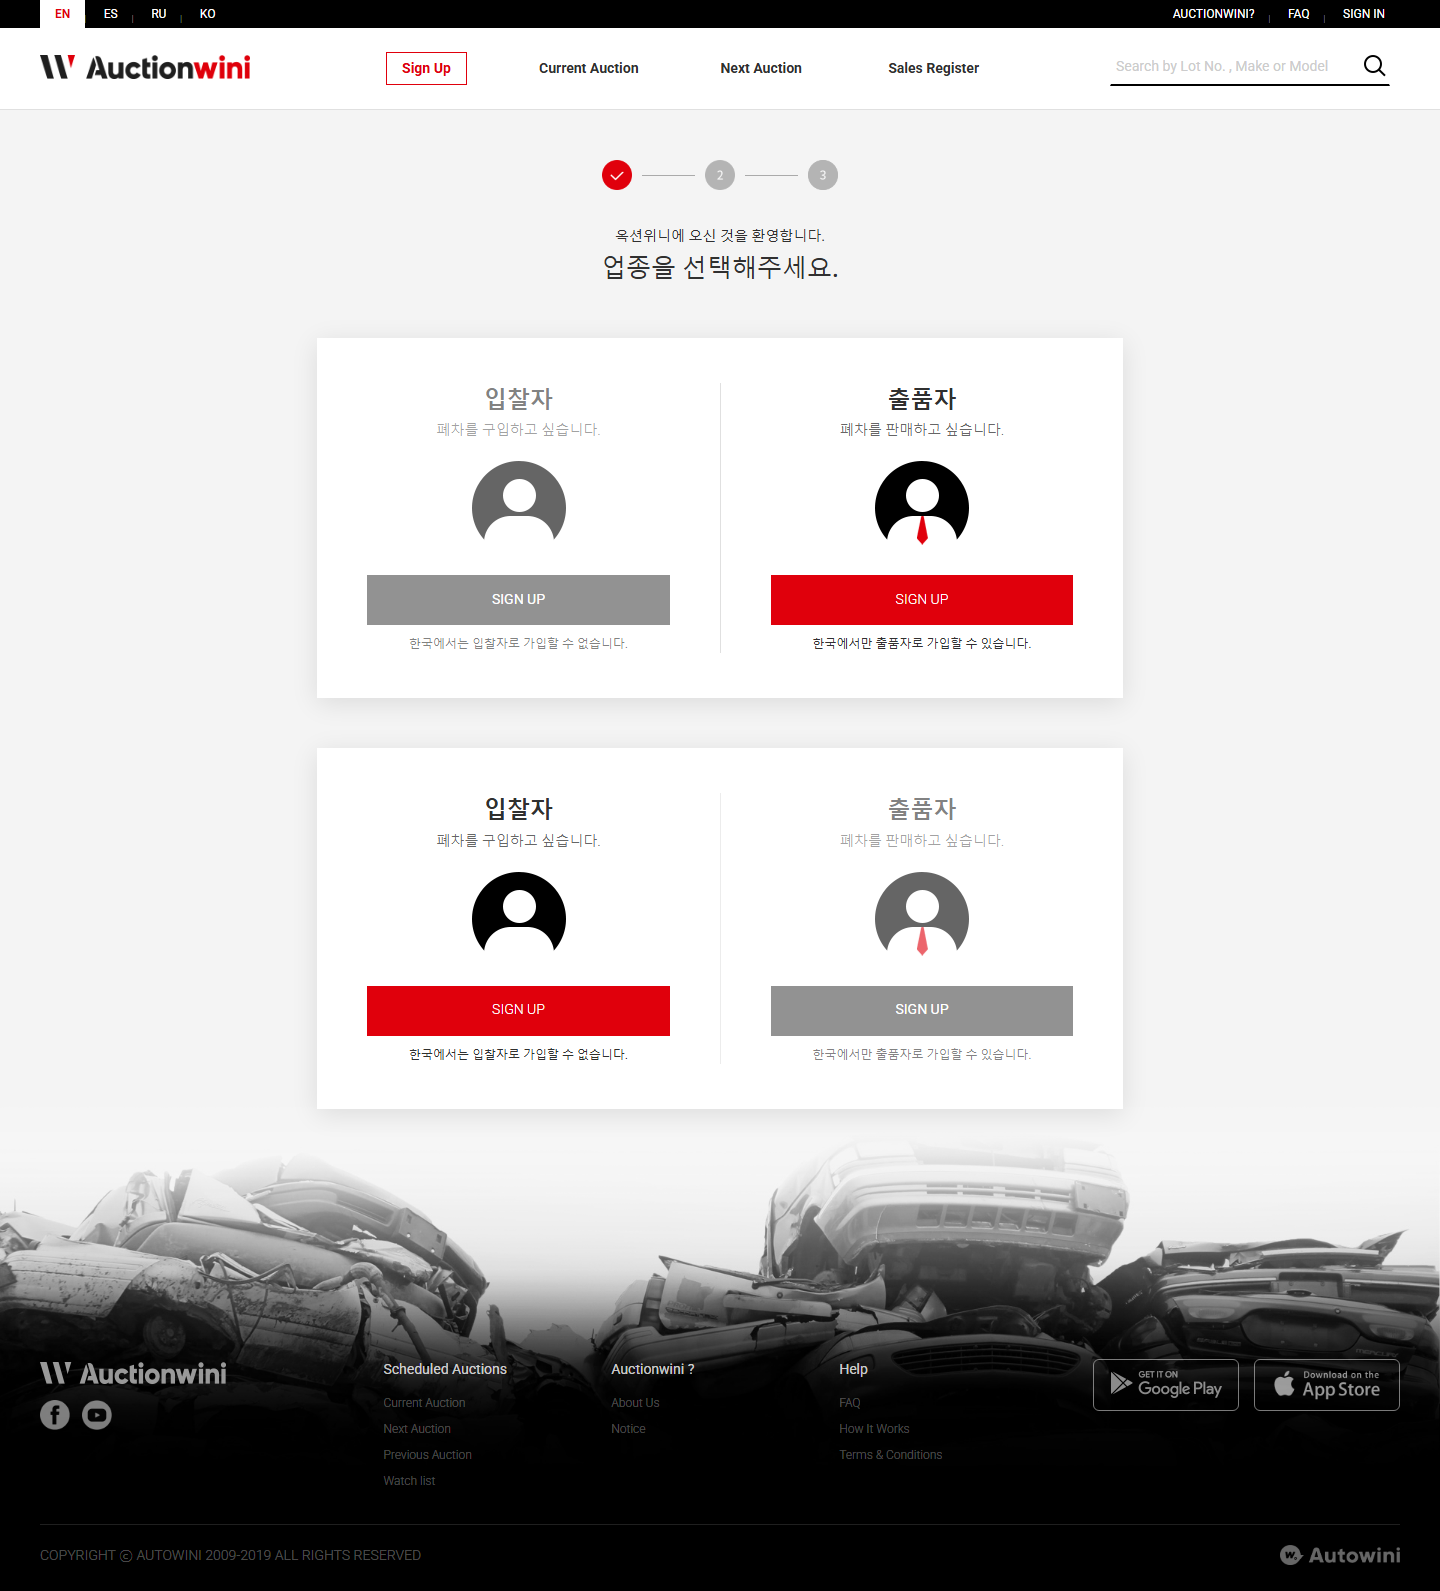 EN ES RU KO AUCTIONWINI? FAQ SIGN IN
Auctionwini Sign Up Current Auction Next Auction Sales Register Search by Lot No. , Make or Model
2 3
옥션위니에 오신 것을 환영합니다.
업종을 선택해주세요.
입찰자
폐차를 구입하고 싶습니다.
SIGN UP
한국에서는 입찰자로 가입할 수 없습니다.
출품자
폐차를 판매하고 싶습니다.
SIGN UP
한국에서만 출품자로 가입할 수 있습니다.
입찰자
폐차를 구입하고 싶습니다.
SIGN UP
한국에서는 입찰자로 가입할 수 없습니다.
출품자
폐차를 판매하고 싶습니다.
SIGN UP
한국에서만 출품자로 가입할 수 있습니다.
Auctionwini
Scheduled Auctions
Current Auction
Next Auction
Previous Auction
Watch list
Auctionwini ?
About Us
Notice
Help
FAQ
How It Works
Terms & Conditions
GET IT ON
Google Play
Download on the
App Store
COPYRIGHT ⓒ AUTOWINI 2009-2019 ALL RIGHTS RESERVED
w. Autowini